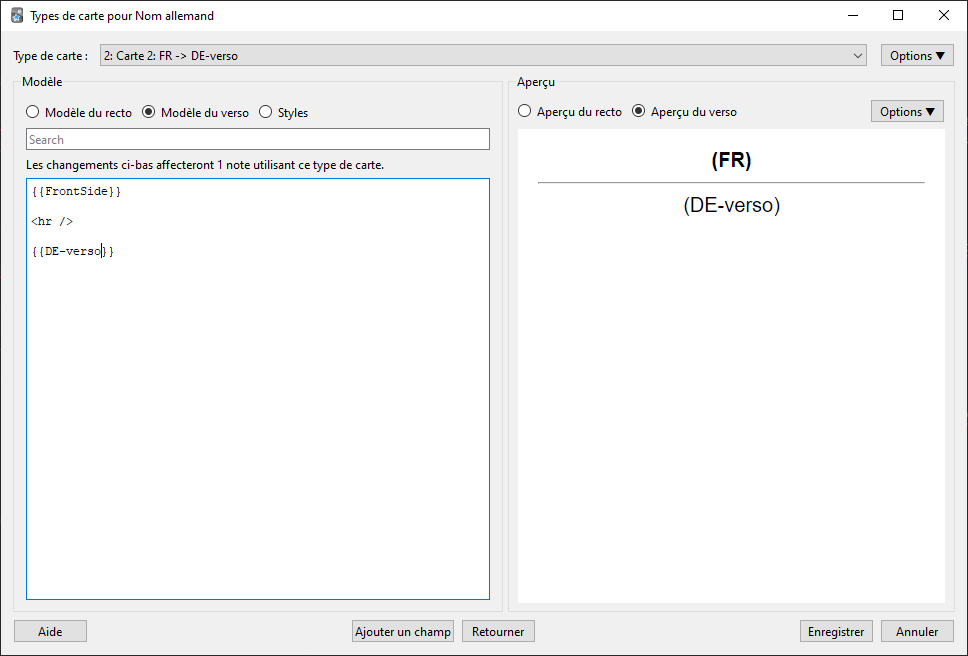 Types de carte pour Nom allemand
Type de carte : 2: Carte 2: FR -> DE-verso Options ▼
Modèle
Modèle du recto Modèle du verso Styles
Search
Les changements ci-bas affecteront 1 note utilisant ce type de carte.
{{FrontSide}}
<hr />
{{DE-verso}}
Aperçu
Aperçu du recto Aperçu du verso Options ▼
(FR)
(DE-verso)
Aide Ajouter un champ Retourner Enregistrer Annuler